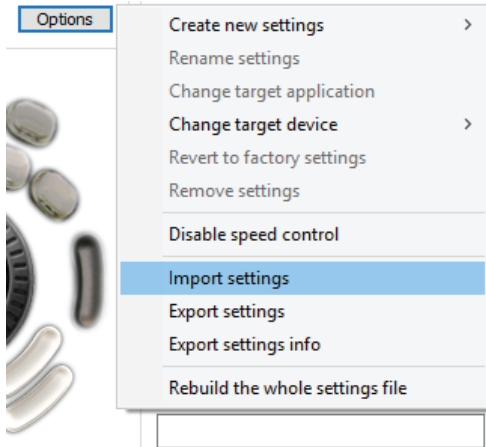 Options
Create new settings
Rename settings
Change target application
Change target device
Revert to factory settings
Remove settings
Disable speed control
Import settings
Export settings
Export settings info
Rebuild the whole settings file